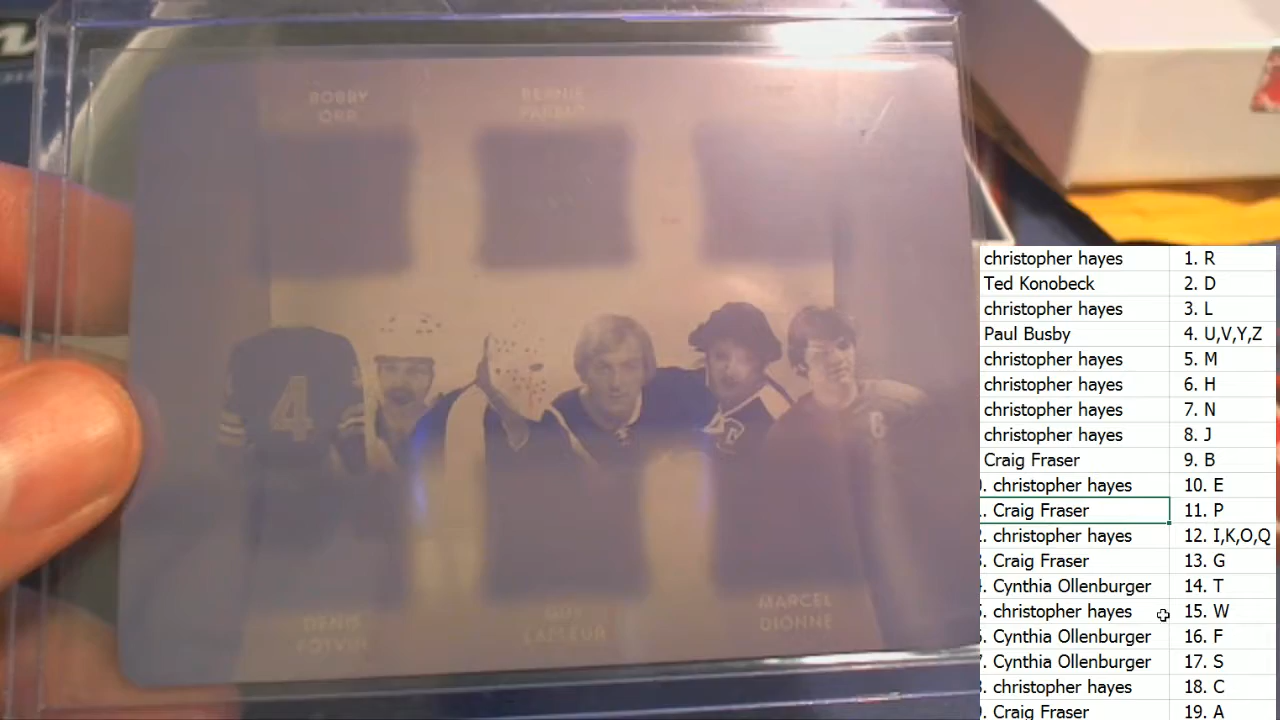 BOBBY
ORR
BERNIE
PARENT
4
C
DENIS
POTVIN
GUY
LAFLEUR
MARCEL
DIONNE
christopher hayes 1. R
Ted Konobeck 2. D
christopher hayes 3. L
Paul Busby 4. U,V,Y,Z
christopher hayes 5. M
christopher hayes 6. H
christopher hayes 7. N
christopher hayes 8. J
Craig Fraser 9. B
. christopher hayes 10. E
. Craig Fraser 11. P
. christopher hayes 12. I,K,O,Q
. Craig Fraser 13. G
. Cynthia Ollenburger 14. T
. christopher hayes 15. W
. Cynthia Ollenburger 16. F
. Cynthia Ollenburger 17. S
. christopher hayes 18. C
. Craig Fraser 19. A